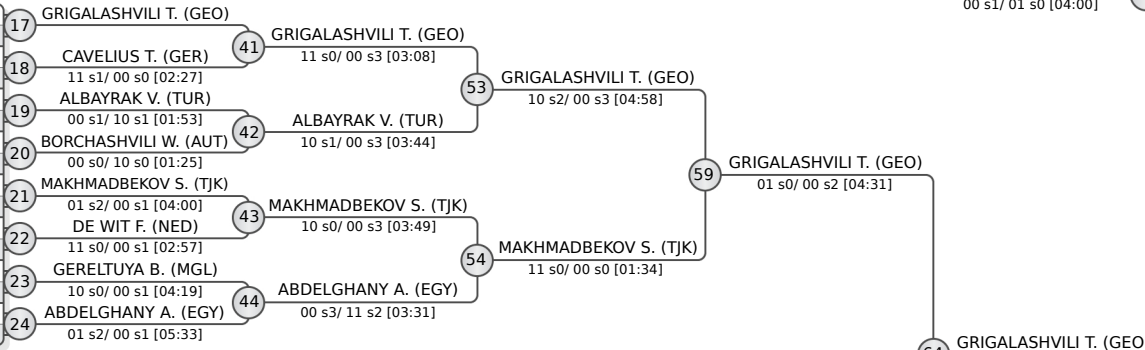 00 s1/ 01 s0 [04:00]
17
GRIGALASHVILI T. (GEO)
18
CAVELIUS T. (GER)
11 s1/ 00 s0 [02:27]
19
ALBAYRAK V. (TUR)
00 s1/ 10 s1 [01:53]
20
BORCHASHVILI W. (AUT)
00 s0/ 10 s0 [01:25]
21
MAKHMADBEKOV S. (TJK)
01 s2/ 00 s1 [04:00]
22
DE WIT F. (NED)
11 s0/ 00 s1 [02:57]
23
GERELTUYA B. (MGL)
10 s0/ 00 s1 [04:19]
24
ABDELGHANY A. (EGY)
01 s2/ 00 s1 [05:33]
41
GRIGALASHVILI T. (GEO)
11 s0/ 00 s3 [03:08]
42
ALBAYRAK V. (TUR)
10 s1/ 00 s3 [03:44]
43
MAKHMADBEKOV S. (TJK)
10 s0/ 00 s3 [03:49]
44
ABDELGHANY A. (EGY)
00 s3/ 11 s2 [03:31]
53
GRIGALASHVILI T. (GEO)
10 s2/ 00 s3 [04:58]
54
MAKHMADBEKOV S. (TJK)
11 s0/ 00 s0 [01:34]
59
GRIGALASHVILI T. (GEO)
01 s0/ 00 s2 [04:31]
GRIGALASHVILI T. (GEO